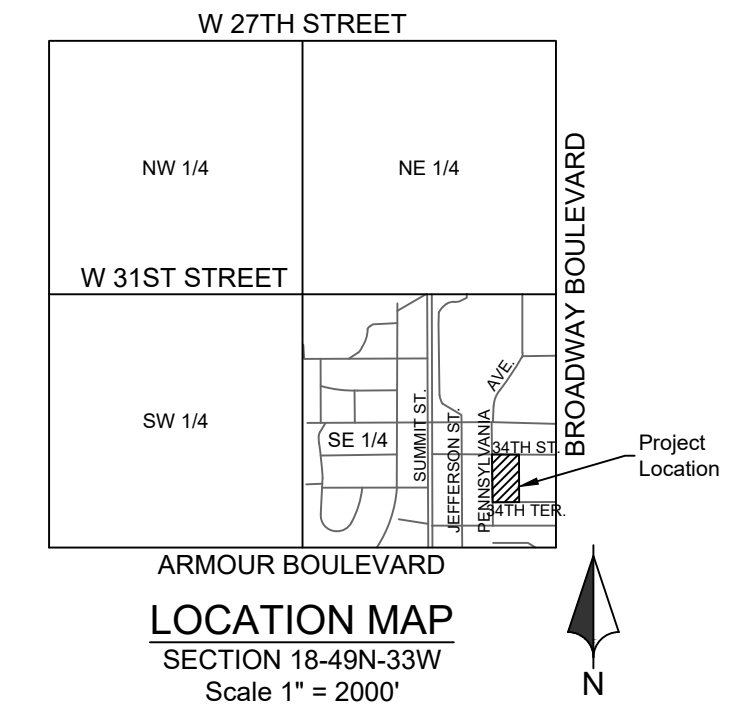 W 27TH STREET
NW 1/4
NE 1/4
BROADWAY BOULEVARD
W 31ST STREET
SW 1/4
SE 1/4
SUMMIT ST.
JEFFERSON ST.
PENNSYLVANIA
AVE.
34TH ST.
34TH TER.
Project
Location
ARMOUR BOULEVARD
LOCATION MAP
SECTION 18-49N-33W
Scale 1" = 2000'
N